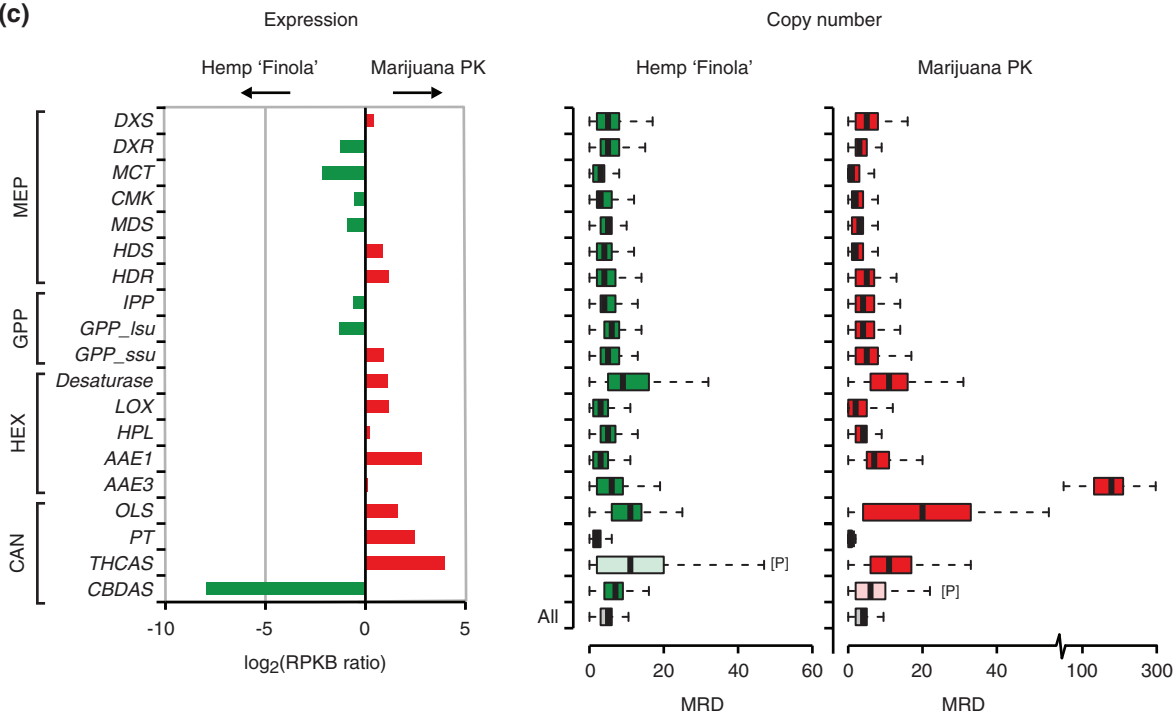 (c)
Expression
Copy number
Hemp ‘Finola’
Marijuana PK
Hemp ‘Finola’
Marijuana PK
MEP
DXS
DXR
MCT
CMK
MDS
HDS
HDR
GPP
IPP
GPP_lsu
GPP_ssu
HEX
Desaturase
LOX
HPL
AAE1
AAE3
CAN
OLS
PT
THCAS
CBDAS
[P]
[P]
All
-10 -5 0 5
log2(RPKB ratio)
0 20 40 60
MRD
0 20 40 100 300
MRD